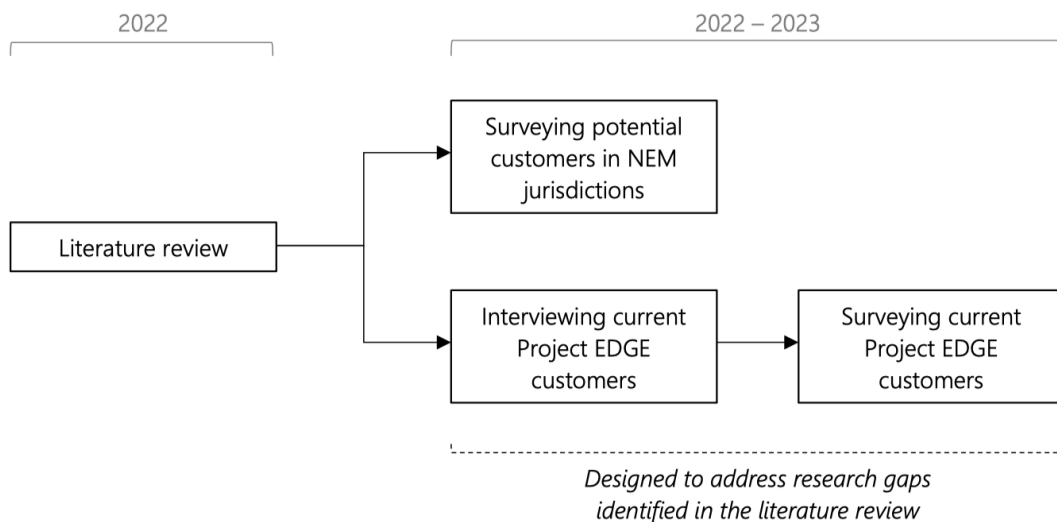 2022
2022 – 2023
Surveying potential
customers in NEM
jurisdictions
Literature review
Interviewing current
Project EDGE
customers
Surveying current
Project EDGE
customers
Designed to address research gaps
identified in the literature review